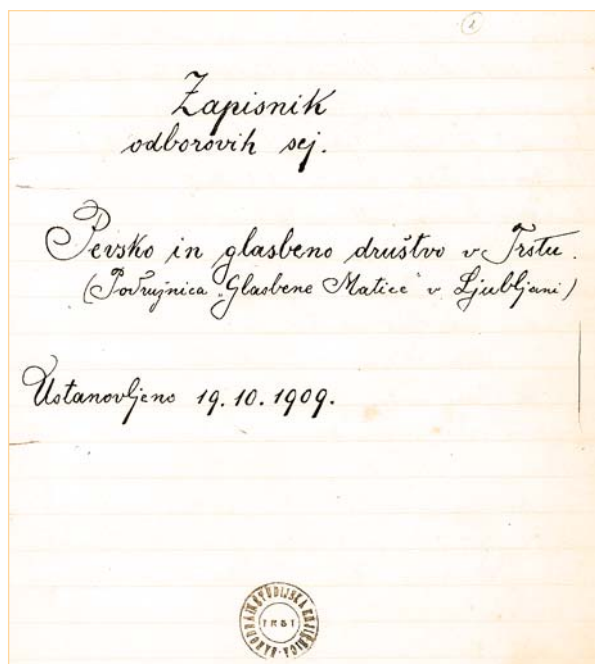 1
Zapisnik
odborovih sej.
Pevsko in glasbeno društvo v Trstu.
(Podružnica „Glasbene Matice" v Ljubljani)
Ustanovljeno 19.10.1909.
NARODNA IN ŠTUDIJSKA KNJIŽNICA
TRST